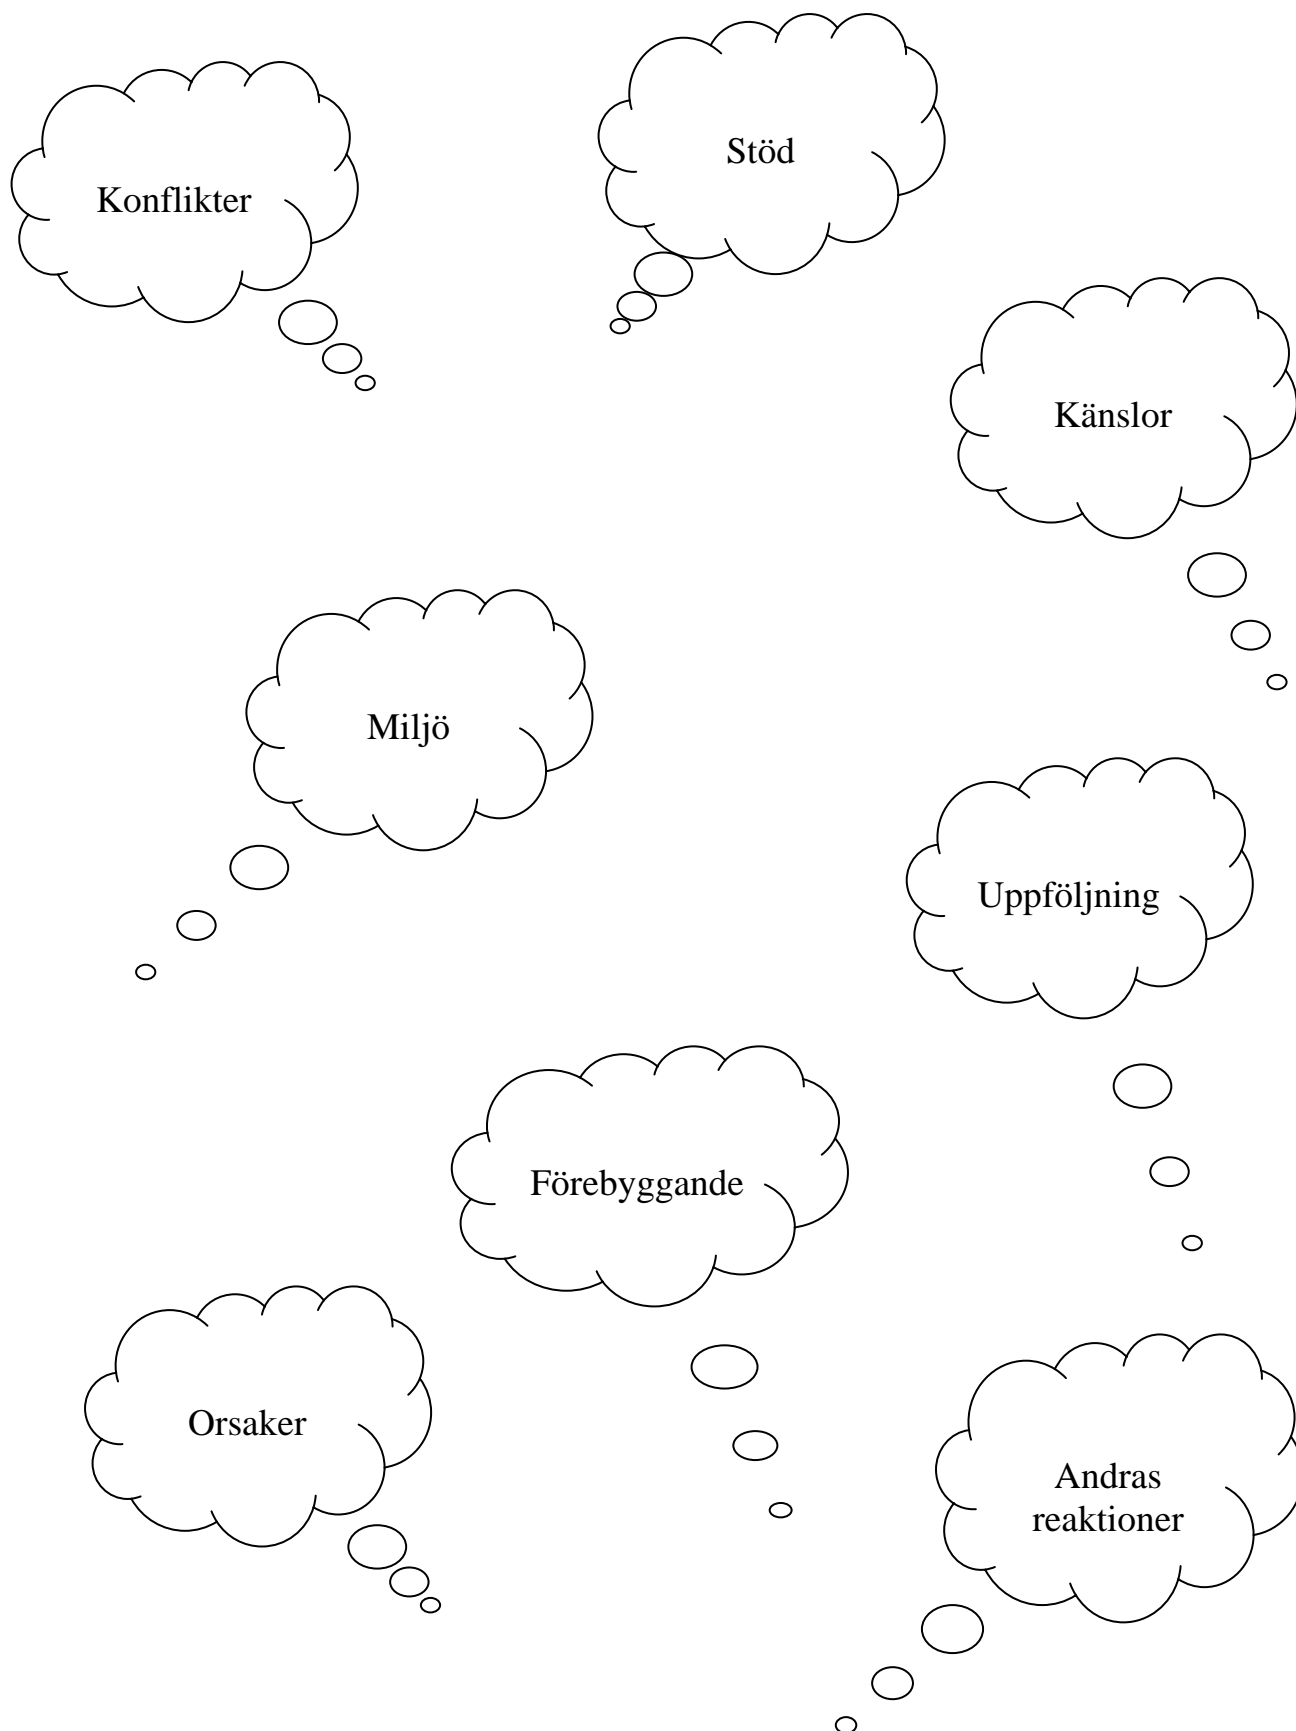 Stöd
Konflikter
Känslor
Miljö
Uppföljning
Förebyggande
Orsaker
Andras
reaktioner